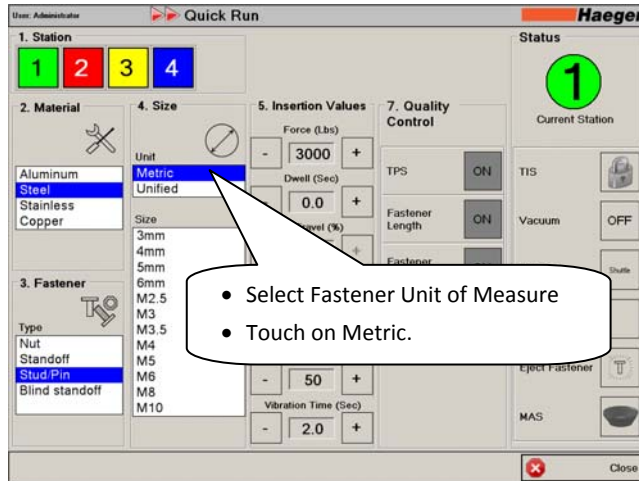 User: Administrator
Quick Run
Haeger
1. Station
1 2 3 4
Status
1
Current Station
2. Material
Aluminum
Steel
Stainless
Copper
3. Fastener
Type
Nut
Standoff
Stud/Pin
Blind standoff
4. Size
Unit
Metric
Unified
Size
3mm
4mm
5mm
6mm
M2.5
M3
M3.5
M4
M5
M6
M8
M10
5. Insertion Values
Force (Lbs)
- 3000 +
Dwell (Sec)
- 0.0 +
(%)
+
- 50 +
Vibration Time (Sec)
- 2.0 +
7. Quality
Control
TPS ON
Fastener
Length ON
Fastener
TIS
Vacuum OFF
Shuttle
Eject Fastener
MAS
• Select Fastener Unit of Measure
• Touch on Metric.
Close